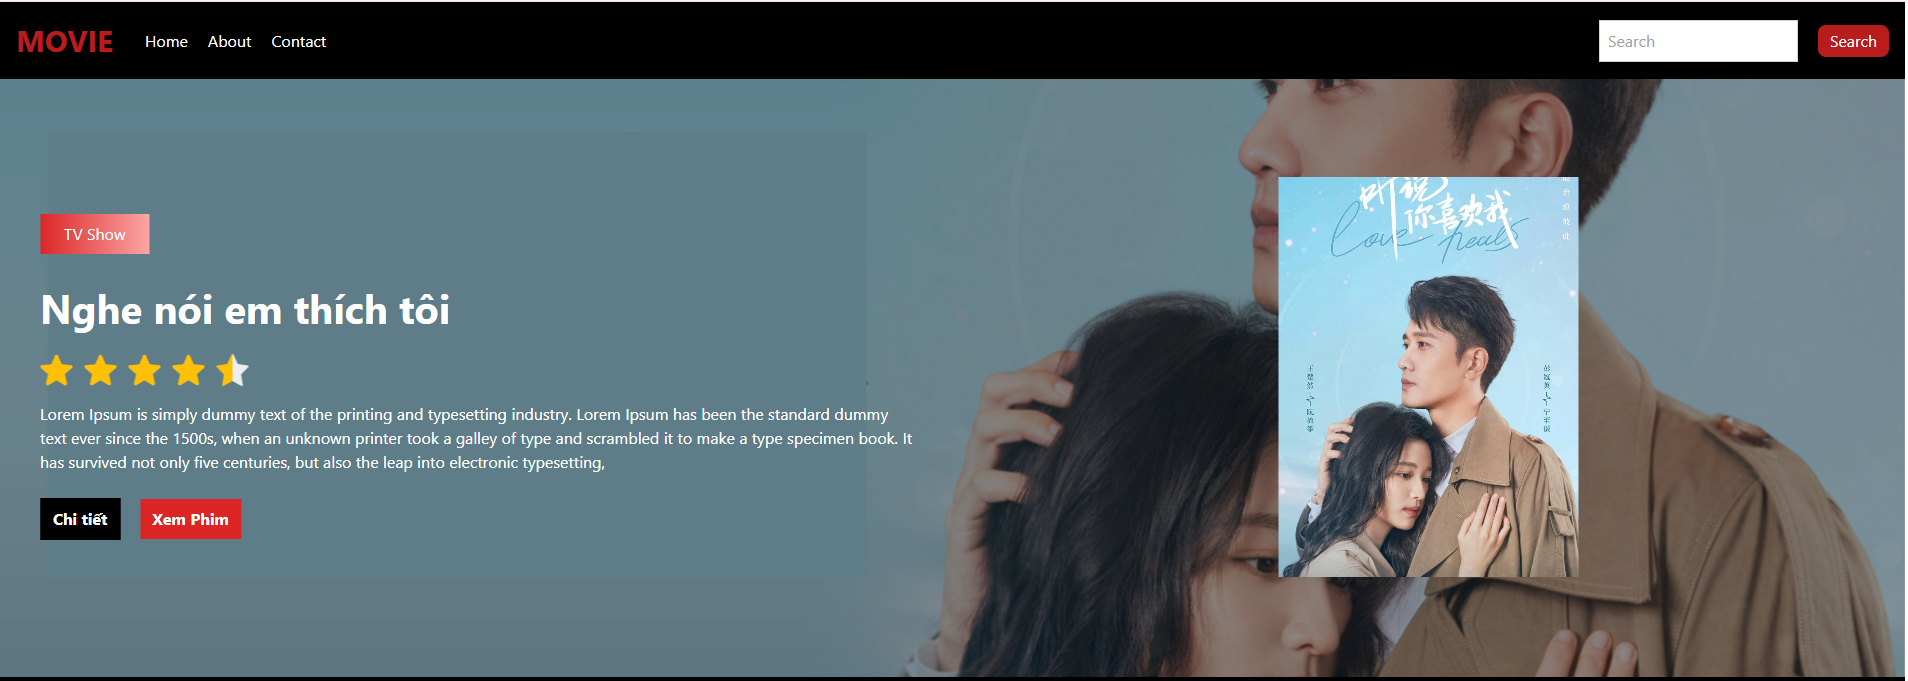 MOVIE
Home
About
Contact
Search
Search
TV Show
Nghe nói em thích tôi
Lorem Ipsum is simply dummy text of the printing and typesetting industry. Lorem Ipsum has been the standard dummy
text ever since the 1500s, when an unknown printer took a galley of type and scrambled it to make a type specimen book. It
has survived not only five centuries, but also the leap into electronic typesetting,
Chi tiết
Xem Phim
听说
你喜欢我
love heals